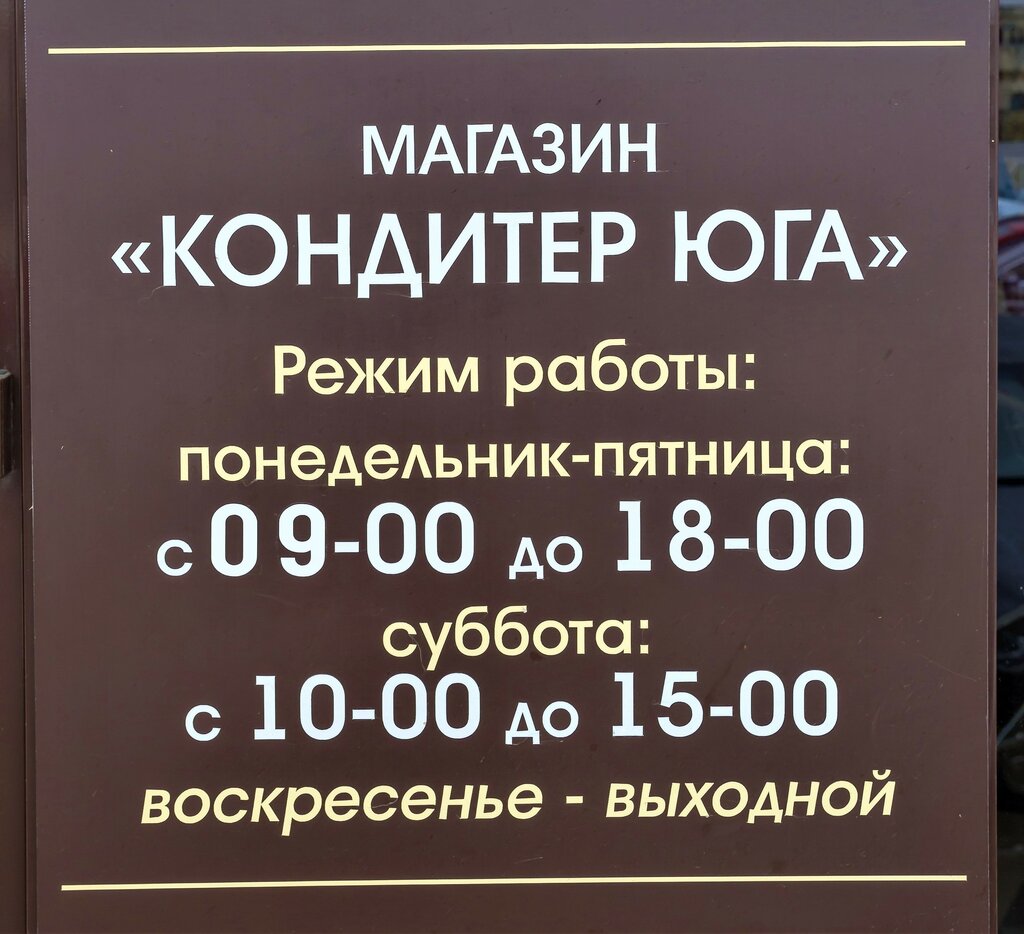 МАГАЗИН
«КОНДИТЕР ЮГА»
Режим работы:
понедельник-пятница:
с 09-00 до 18-00
суббота:
с 10-00 до 15-00
воскресенье - выходной